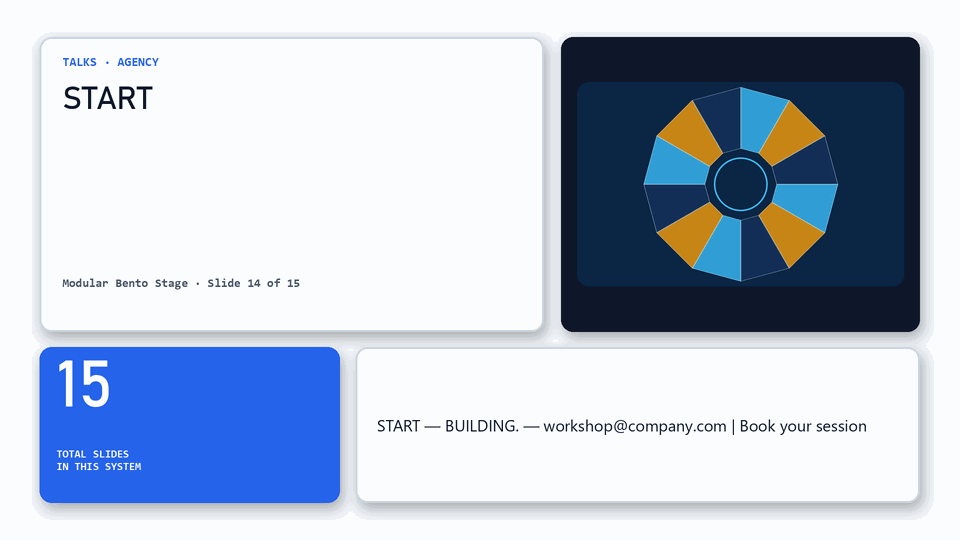 TALKS · AGENCY
START
Modular Bento Stage · Slide 14 of 15
15
TOTAL SLIDES
IN THIS SYSTEM
START — BUILDING. — workshop@company.com | Book your session